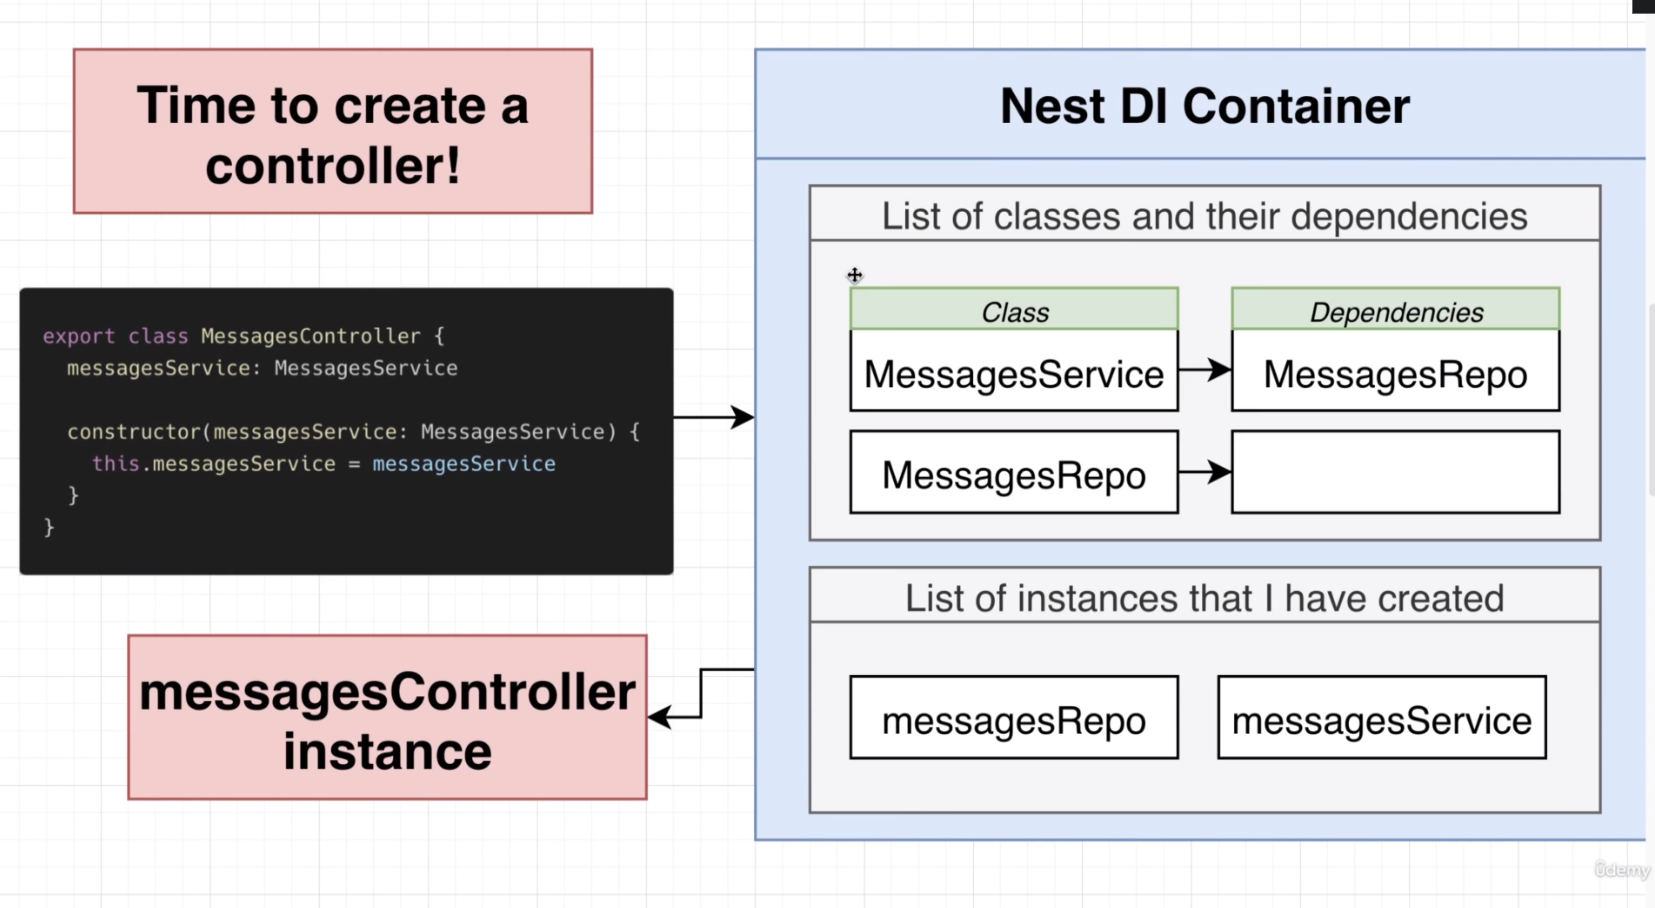 Time to create a
controller!
export class MessagesController {
messagesService: MessagesService
constructor(messagesService: MessagesService) {
this.messagesService = messagesService
}
}
messagesController
instance
Nest DI Container
List of classes and their dependencies
Class
Dependencies
MessagesService
MessagesRepo
MessagesRepo
List of instances that I have created
messagesRepo
messagesService
ûdemy